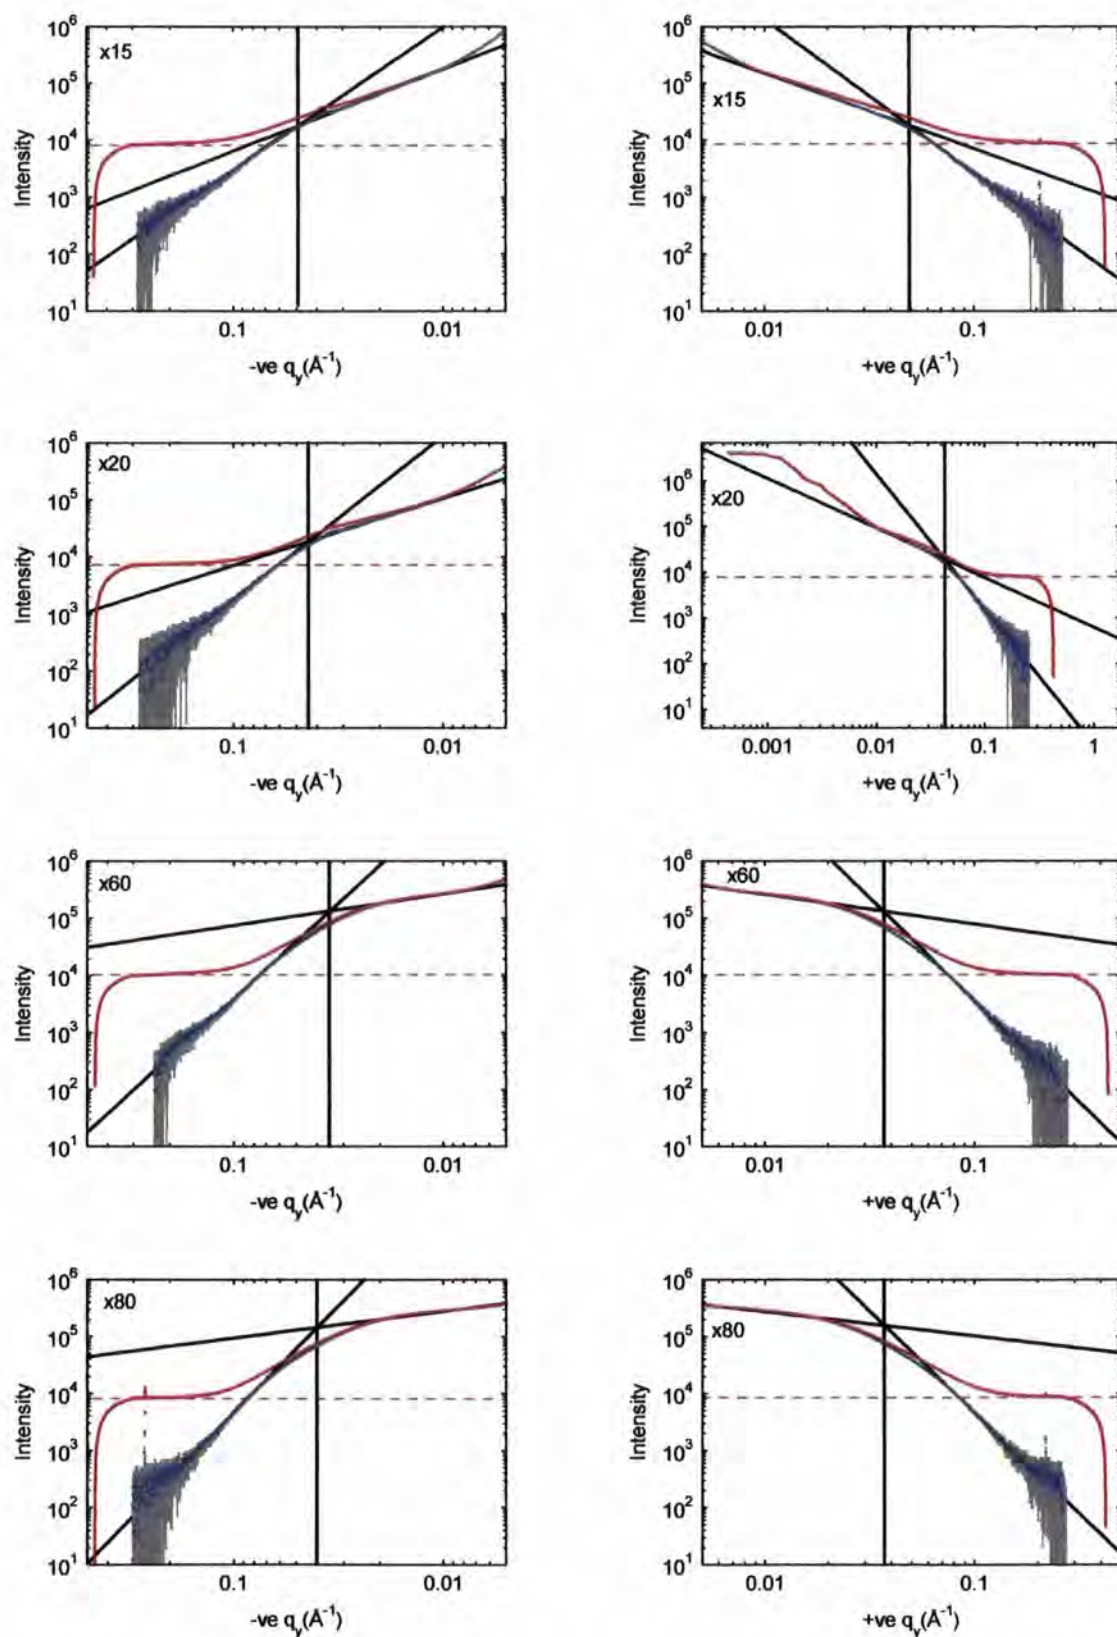 x15
Intensity
10⁶
10⁵
10⁴
10³
10²
10¹
0.1
0.01
-ve q_y(Å⁻¹)
x15
Intensity
10⁶
10⁵
10⁴
10³
10²
10¹
0.01
0.1
+ve q_y(Å⁻¹)
x20
Intensity
10⁶
10⁵
10⁴
10³
10²
10¹
0.1
0.01
-ve q_y(Å⁻¹)
x20
Intensity
10⁶
10⁵
10⁴
10³
10²
10¹
0.001
0.01
0.1
1
+ve q_y(Å⁻¹)
x60
Intensity
10⁶
10⁵
10⁴
10³
10²
10¹
0.1
0.01
-ve q_y(Å⁻¹)
x60
Intensity
10⁶
10⁵
10⁴
10³
10²
10¹
0.01
0.1
+ve q_y(Å⁻¹)
x80
Intensity
10⁶
10⁵
10⁴
10³
10²
10¹
0.1
0.01
-ve q_y(Å⁻¹)
x80
Intensity
10⁶
10⁵
10⁴
10³
10²
10¹
0.01
0.1
+ve q_y(Å⁻¹)